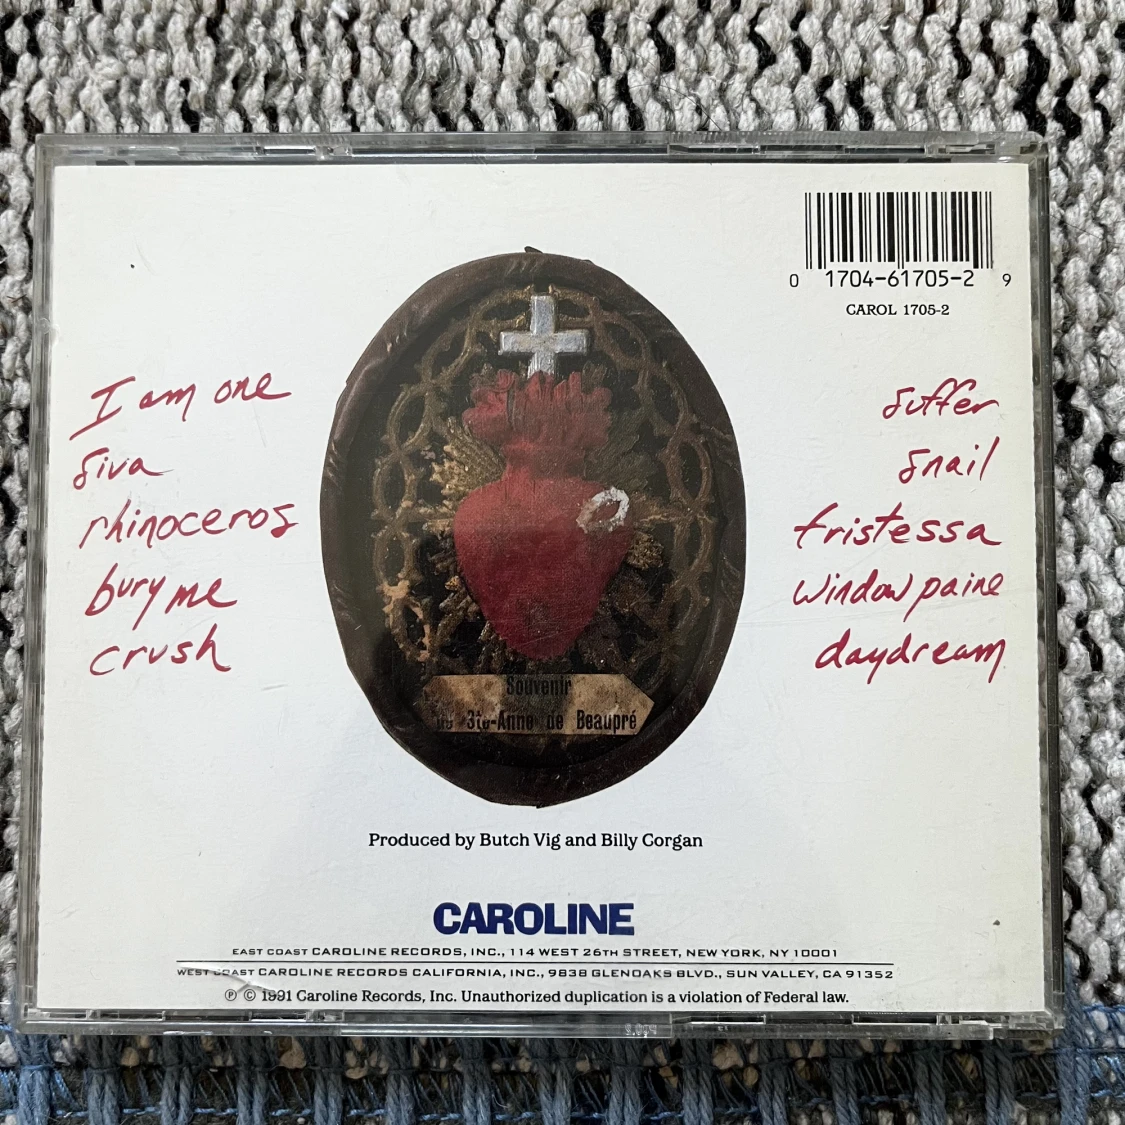 0 1704-61705-2 9
CAROL 1705-2
I am one
siva
rhinoceros
bury me
crush
suffer
snail
tristessa
window paine
daydream
Souvenir
3te-Anne de Beaupré
Produced by Butch Vig and Billy Corgan
CAROLINE
EAST COAST CAROLINE RECORDS, INC., 114 WEST 26TH STREET, NEW YORK, NY 10001
WEST COAST CAROLINE RECORDS CALIFORNIA, INC., 9838 GLENOAKS BLVD., SUN VALLEY, CA 91352
℗ © 1991 Caroline Records, Inc. Unauthorized duplication is a violation of Federal law.